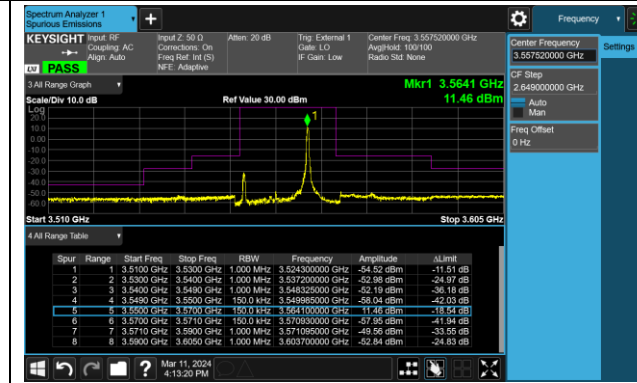 Spectrum Analyzer 1
Spurious Emissions
Frequency
KEYSIGHT Input: RF
Coupling: AC
Align: Auto
Input Z: 50 Ω
Corrections: On
Freq Ref: Int (S)
NFE: Adaptive
Atten: 20 dB
Trig: External 1
Gate: LO
IF Gain: Low
Center Freq: 3.557520000 GHz
Avg|Hold: 100/100
Radio Std: None
LXI PASS
Center Frequency
3.557520000 GHz
Settings
CF Step
2.649000000 GHz
Auto
Man
Freq Offset
0 Hz
3 All Range Graph
Mkr1 3.5641 GHz
Scale/Div 10.0 dB
Ref Value 30.00 dBm
11.46 dBm
Log
20.0
10.0
0.00
-10.0
-20.0
-30.0
-40.0
-50.0
-60.0
1
Start 3.510 GHz
Stop 3.605 GHz
4 All Range Table
Spur Range Start Freq Stop Freq RBW Frequency Amplitude ΔLimit
1 1 3.5100 GHz 3.5300 GHz 1.000 MHz 3.524300000 GHz -54.52 dBm -11.51 dB
2 2 3.5300 GHz 3.5400 GHz 1.000 MHz 3.537200000 GHz -52.98 dBm -24.97 dB
3 3 3.5400 GHz 3.5490 GHz 1.000 MHz 3.548325000 GHz -52.19 dBm -36.18 dB
4 4 3.5490 GHz 3.5500 GHz 150.0 kHz 3.549985000 GHz -58.04 dBm -42.03 dB
5 5 3.5500 GHz 3.5700 GHz 150.0 kHz 3.564100000 GHz 11.46 dBm -18.54 dB
6 6 3.5700 GHz 3.5710 GHz 150.0 kHz 3.570930000 GHz -57.95 dBm -41.94 dB
7 7 3.5710 GHz 3.5900 GHz 1.000 MHz 3.571095000 GHz -49.56 dBm -33.55 dB
8 8 3.5900 GHz 3.6050 GHz 1.000 MHz 3.603700000 GHz -52.84 dBm -24.83 dB
Mar 11, 2024
4:13:20 PM